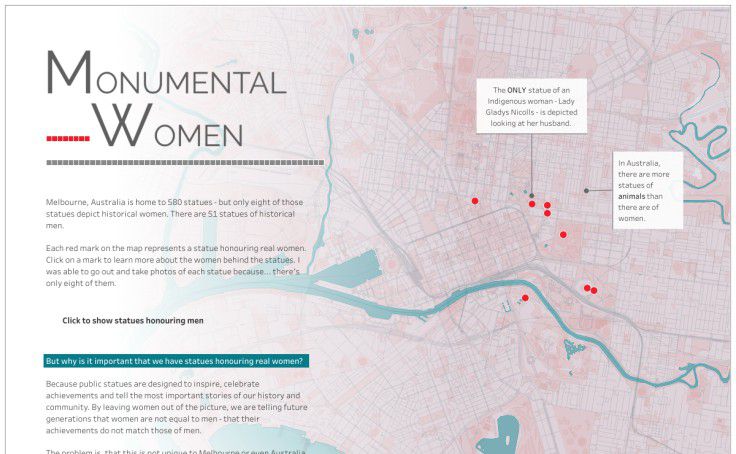 MONUMENTAL
WOMEN
Melbourne, Australia is home to 580 statues - but only eight of those
statues depict historical women. There are 51 statues of historical
men.
Each red mark on the map represents a statue honouring real women.
Click on a mark to learn more about the women behind the statues. I
was able to go out and take photos of each statue because... there's
only eight of them.
Click to show statues honouring men
But why is it important that we have statues honouring real women?
Because public statues are designed to inspire, celebrate
achievements and tell the most important stories of our history and
community. By leaving women out of the picture, we are telling future
generations that women are not equal to men - that their
achievements do not match those of men.
The problem is, that this is not unique to Melbourne or even Australia
The ONLY statue of an
Indigenous woman - Lady
Gladys Nicolls - is depicted
looking at her husband.
In Australia,
there are more
statues of
animals than
there are of
women.